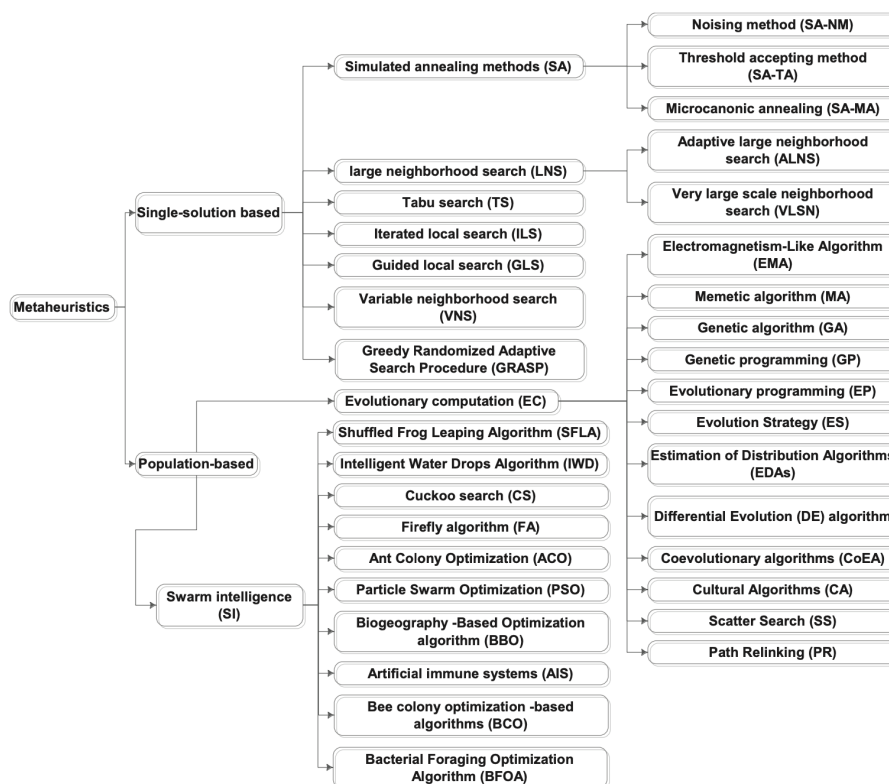 Metaheuristics
Single-solution based
Simulated annealing methods (SA)
Noising method (SA-NM)
Threshold accepting method
(SA-TA)
Microcanonic annealing (SA-MA)
large neighborhood search (LNS)
Adaptive large neighborhood
search (ALNS)
Very large scale neighborhood
search (VLSN)
Tabu search (TS)
Iterated local search (ILS)
Guided local search (GLS)
Variable neighborhood search
(VNS)
Greedy Randomized Adaptive
Search Procedure (GRASP)
Population-based
Evolutionary computation (EC)
Electromagnetism-Like Algorithm
(EMA)
Memetic algorithm (MA)
Genetic algorithm (GA)
Genetic programming (GP)
Evolutionary programming (EP)
Evolution Strategy (ES)
Estimation of Distribution Algorithms
(EDAs)
Differential Evolution (DE) algorithm
Coevolutionary algorithms (CoEA)
Cultural Algorithms (CA)
Scatter Search (SS)
Path Relinking (PR)
Swarm intelligence
(SI)
Shuffled Frog Leaping Algorithm (SFLA)
Intelligent Water Drops Algorithm (IWD)
Cuckoo search (CS)
Firefly algorithm (FA)
Ant Colony Optimization (ACO)
Particle Swarm Optimization (PSO)
Biogeography -Based Optimization
algorithm (BBO)
Artificial immune systems (AIS)
Bee colony optimization -based
algorithms (BCO)
Bacterial Foraging Optimization
Algorithm (BFOA)